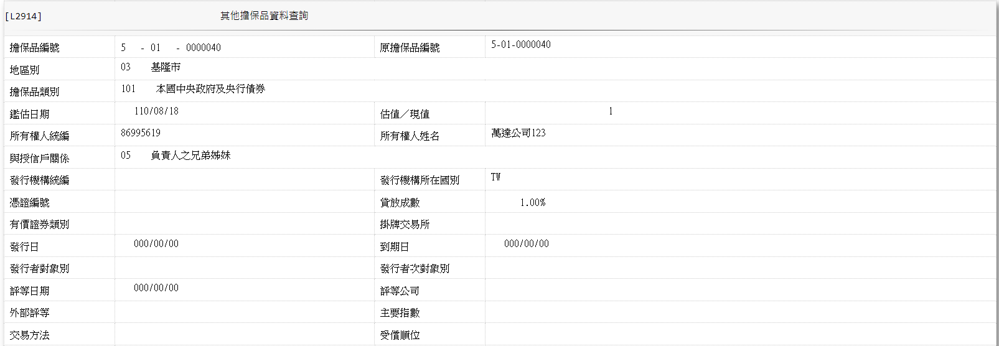 [L2914] 其他擔保品資料查詢
擔保品編號 5 - 01 - 0000040 原擔保品編號 5-01-0000040
地區別 03 基隆市
擔保品類別 101 本國中央政府及央行債券
鑑估日期 110/08/18 估值／現值 1
所有權人統編 86995619 所有權人姓名 萬達公司123
與授信戶關係 05 負責人之兄弟姊妹
發行機構統編 發行機構所在國別 TW
憑證編號 貸放成數 1.00%
有價證券類別 掛牌交易所
發行日 000/00/00 到期日 000/00/00
發行者對象別 發行者次對象別
評等日期 000/00/00 評等公司
外部評等 主要指數
交易方法 受償順位